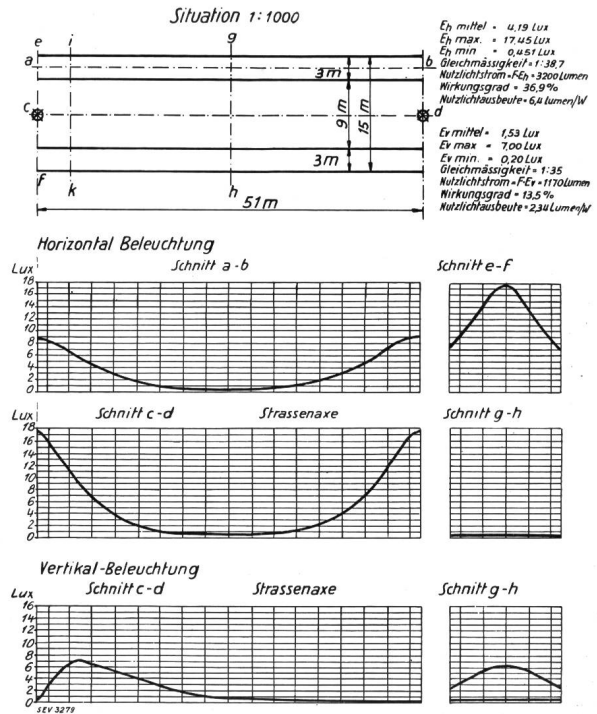 Situation 1:1000
e i g
a b
3m
c 9m 15m d
3m
f k h
51m
Eh mittel = 4,19 Lux
Eh max. = 17,45 Lux
Eh min = 0,451 Lux
Gleichmässigkeit = 1:38,7
Nutzlichtstrom = F·Eh = 3200 Lumen
Wirkungsgrad = 36,9%
Nutzlichtausbeute = 6,4 Lumen/W
Ev mittel = 1,53 Lux
Ev max = 7,00 Lux
Ev min. = 0,20 Lux
Gleichmässigkeit = 1:35
Nutzlichtstrom = F·Ev = 1170 Lumen
Wirkungsgrad = 13,5%
Nutzlichtausbeute = 2,34 Lumen/W
Horizontal Beleuchtung
Lux Schnitt a-b Schnitt e-f
18
16
14
12
10
8
6
4
2
0
Lux Schnitt c-d Strassenaxe Schnitt g-h
18
16
14
12
10
8
6
4
2
0
Vertikal-Beleuchtung
Lux Schnitt c-d Strassenaxe Schnitt g-h
16
14
12
10
8
6
4
2
0
SEV 3279